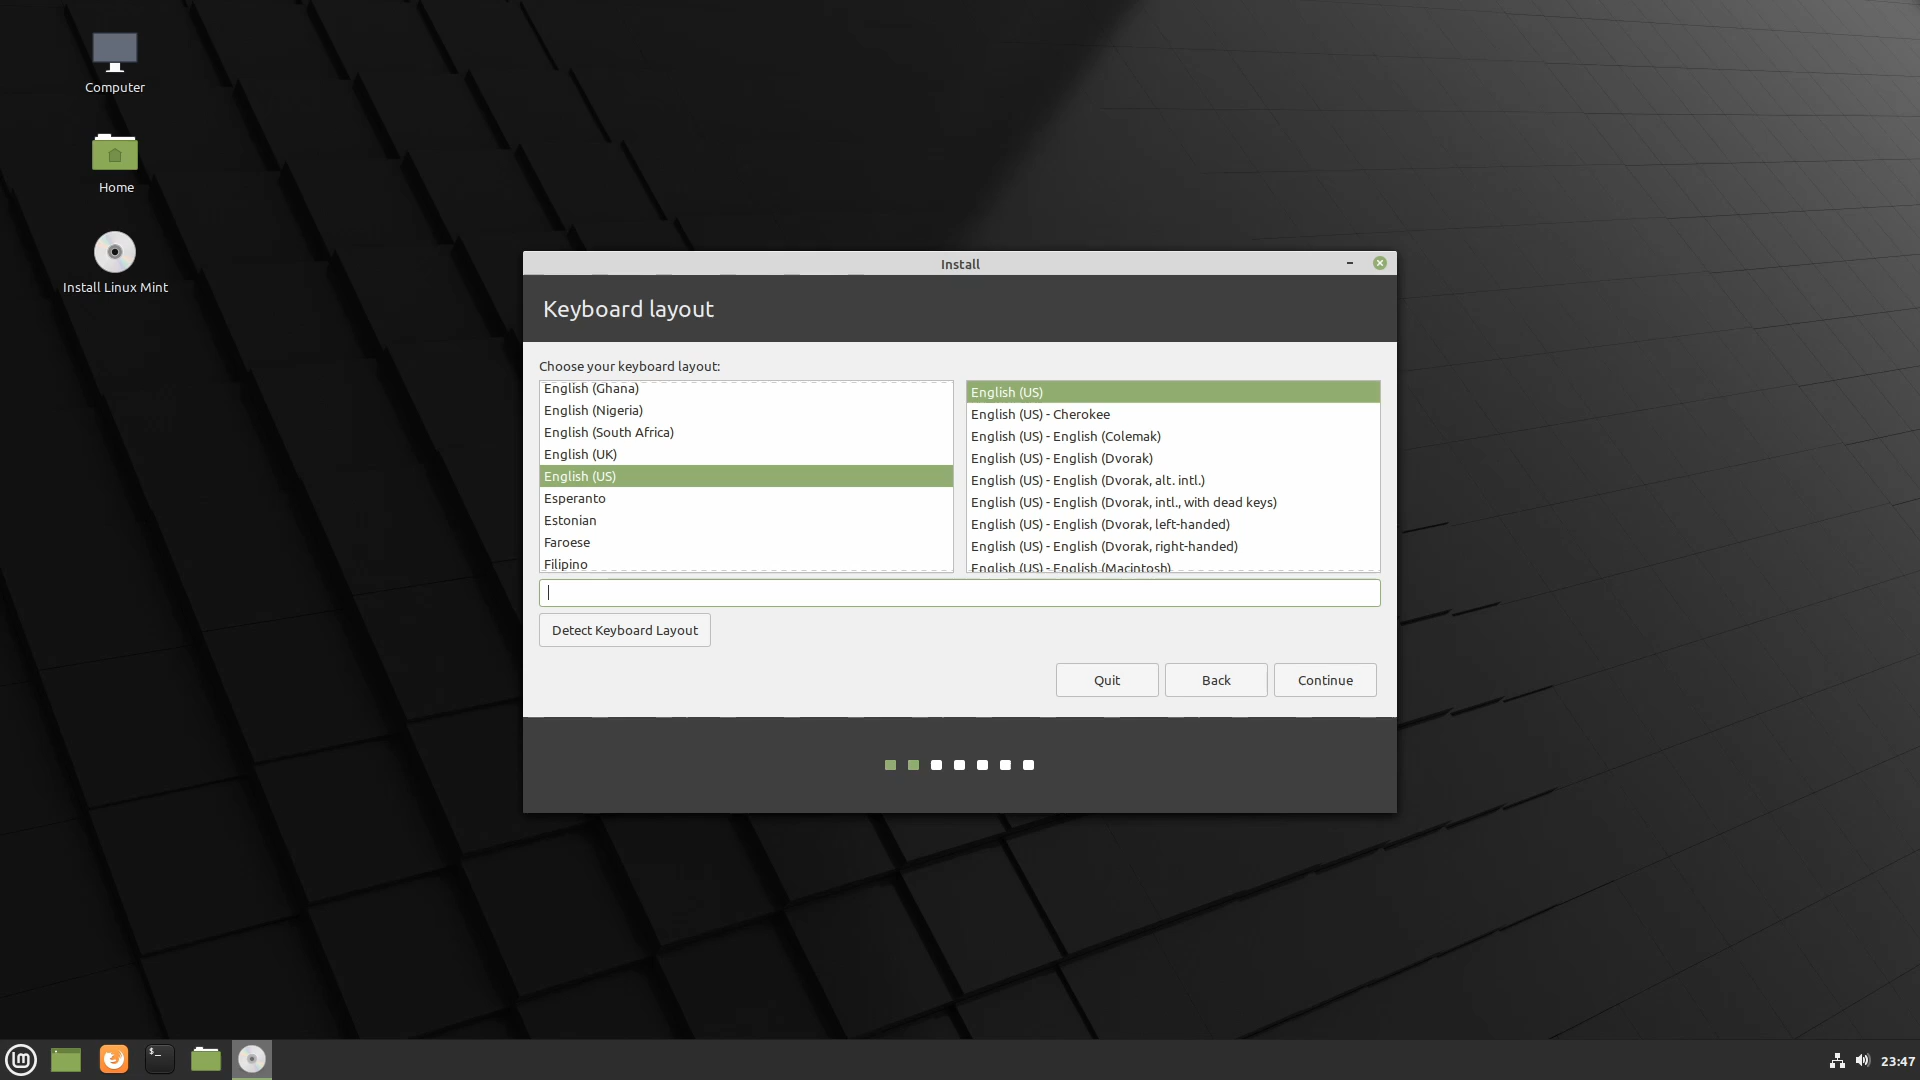 Computer
Home
Install Linux Mint
Install
Keyboard layout
Choose your keyboard layout:
English (Ghana)
English (Nigeria)
English (South Africa)
English (UK)
English (US)
Esperanto
Estonian
Faroese
Filipino
English (US)
English (US) - Cherokee
English (US) - English (Colemak)
English (US) - English (Dvorak)
English (US) - English (Dvorak, alt. intl.)
English (US) - English (Dvorak, intl., with dead keys)
English (US) - English (Dvorak, left-handed)
English (US) - English (Dvorak, right-handed)
English (US) - English (Macintosh)
Detect Keyboard Layout
Quit
Back
Continue
$_
23:47